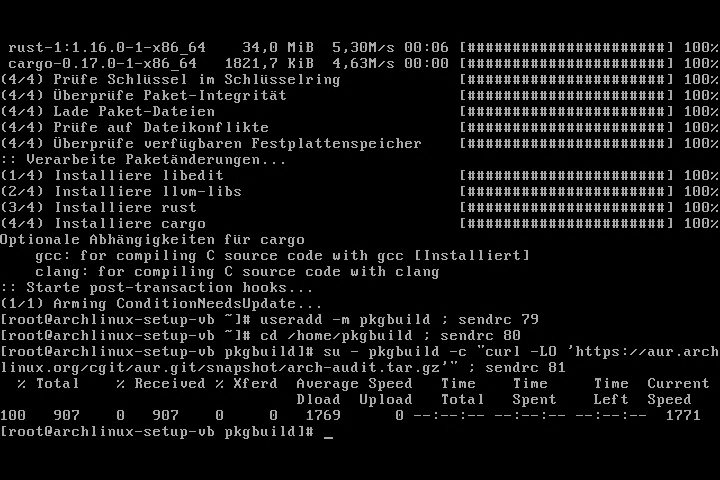 rust-1:1.16.0-1-x86_64    34,0 MiB  5,30M/s 00:06 [######################] 100%
cargo-0.17.0-1-x86_64   1821,7 KiB  4,63M/s 00:00 [######################] 100%
(4/4) Prüfe Schlüssel im Schlüsselring             [######################] 100%
(4/4) Überprüfe Paket-Integrität                   [######################] 100%
(4/4) Lade Paket-Dateien                           [######################] 100%
(4/4) Prüfe auf Dateikonflikte                     [######################] 100%
(4/4) Überprüfe verfügbaren Festplattenspeicher    [######################] 100%
:: Verarbeite Paketänderungen...
(1/4) Installiere libedit                          [######################] 100%
(2/4) Installiere llvm-libs                        [######################] 100%
(3/4) Installiere rust                             [######################] 100%
(4/4) Installiere cargo                            [######################] 100%
Optionale Abhängigkeiten für cargo
    gcc: for compiling C source code with gcc [Installiert]
    clang: for compiling C source code with clang
:: Starte post-transaction hooks...
(1/1) Arming ConditionNeedsUpdate...
[root@archlinux-setup-vb ~]# useradd -m pkgbuild ; sendrc 79
[root@archlinux-setup-vb ~]# cd /home/pkgbuild ; sendrc 80
[root@archlinux-setup-vb pkgbuild]# su - pkgbuild -c "curl -LO 'https://aur.arch
linux.org/cgit/aur.git/snapshot/arch-audit.tar.gz'" ; sendrc 81
  % Total    % Received % Xferd  Average Speed   Time    Time     Time  Current
                                 Dload  Upload   Total   Spent    Left  Speed
100   907    0   907    0     0   1769      0 --:--:-- --:--:-- --:--:--  1771
[root@archlinux-setup-vb pkgbuild]# _